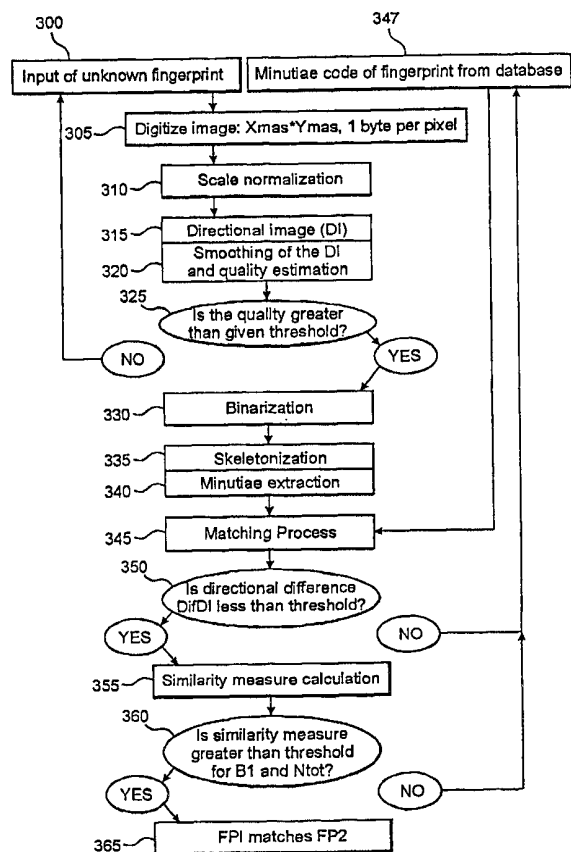 300
347
Input of unknown fingerprint
Minutiae code of fingerprint from database
305
Digitize image: Xmas*Ymas, 1 byte per pixel
310
Scale normalization
315
Directional image (DI)
320
Smoothing of the DI
and quality estimation
325
Is the quality greater
than given threshold?
NO
YES
330
Binarization
335
Skeletonization
340
Minutiae extraction
345
Matching Process
350
Is directional difference
DifDI less than threshold?
YES
NO
355
Similarity measure calculation
360
Is similarity measure
greater than threshold
for B1 and Ntot?
YES
NO
365
FPI matches FP2